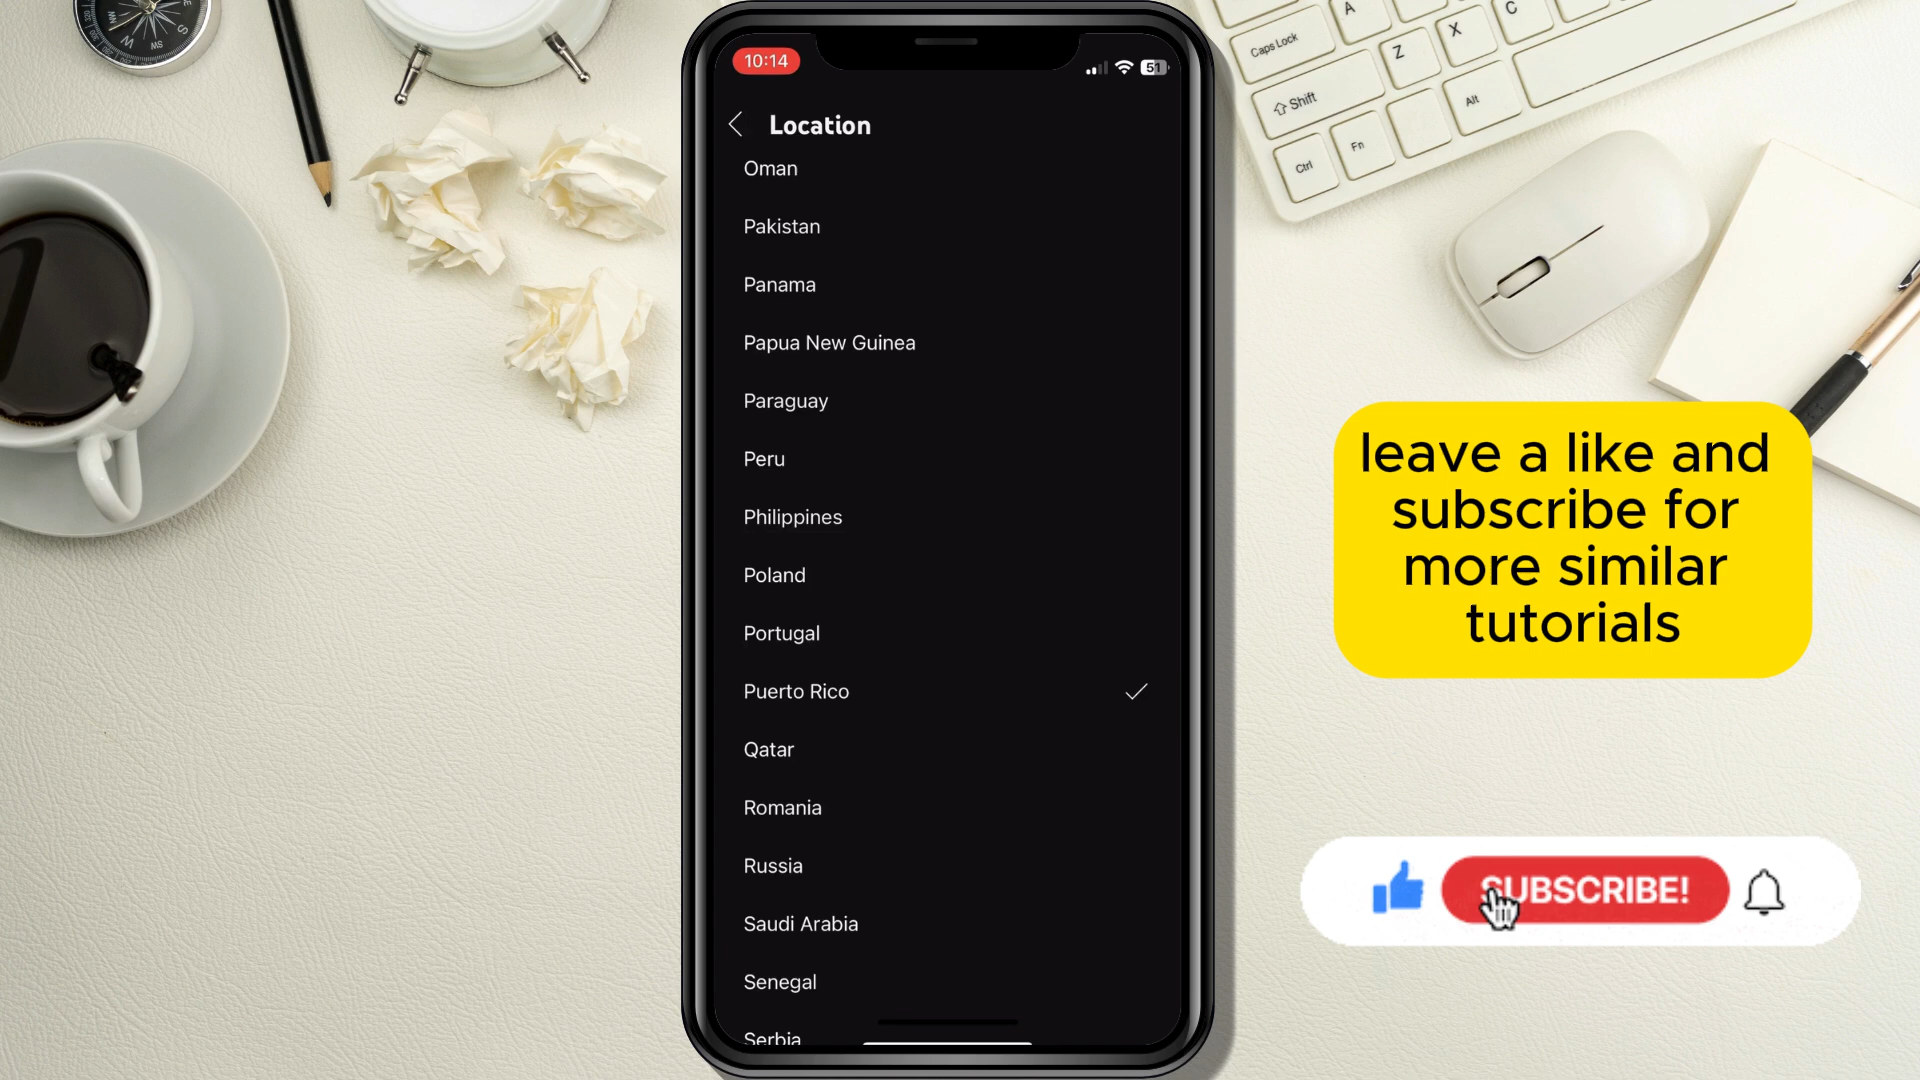 10:14
51
Location
Oman
Pakistan
Panama
Papua New Guinea
Paraguay
Peru
Philippines
Poland
Portugal
Puerto Rico
Qatar
Romania
Russia
Saudi Arabia
Senegal
Serbia
leave a like and
subscribe for
more similar
tutorials
SUBSCRIBE!
Caps Lock
A
Z
X
C
Shift
Alt
Ctrl
Fn
S
SW
W
NW